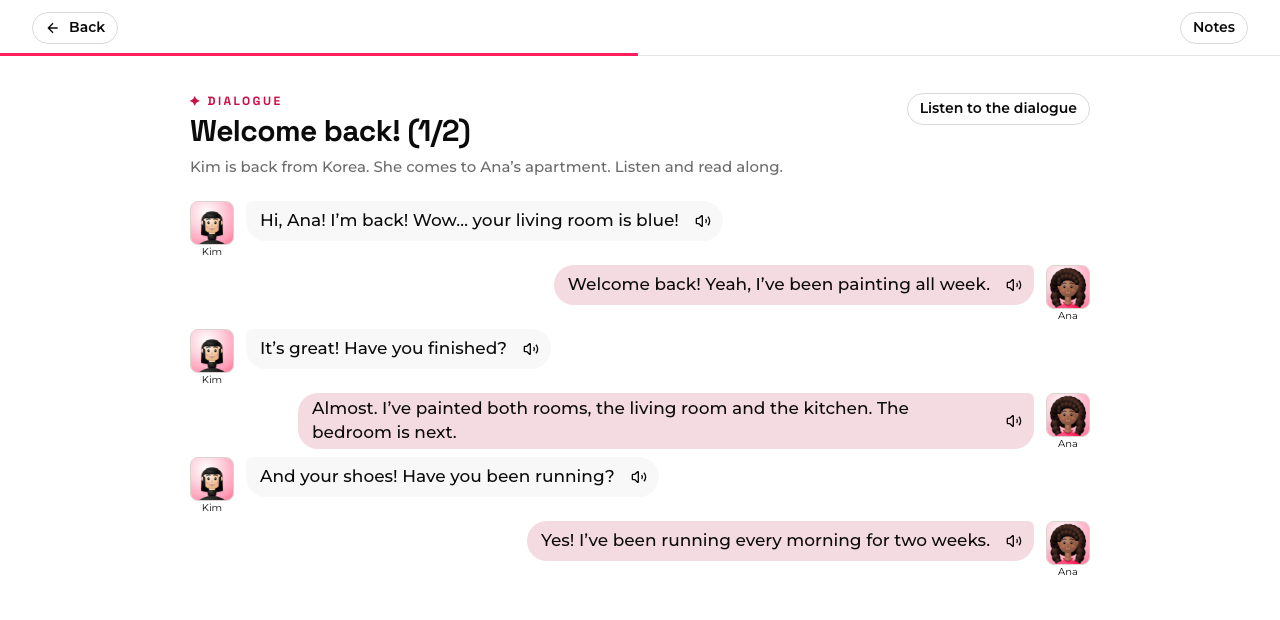 Back
Notes
DIALOGUE
Welcome back! (1/2)
Listen to the dialogue
Kim is back from Korea. She comes to Ana’s apartment. Listen and read along.
Hi, Ana! I’m back! Wow... your living room is blue!
Kim
Welcome back! Yeah, I’ve been painting all week.
Ana
It’s great! Have you finished?
Kim
Almost. I’ve painted both rooms, the living room and the kitchen. The
bedroom is next.
Ana
And your shoes! Have you been running?
Kim
Yes! I’ve been running every morning for two weeks.
Ana